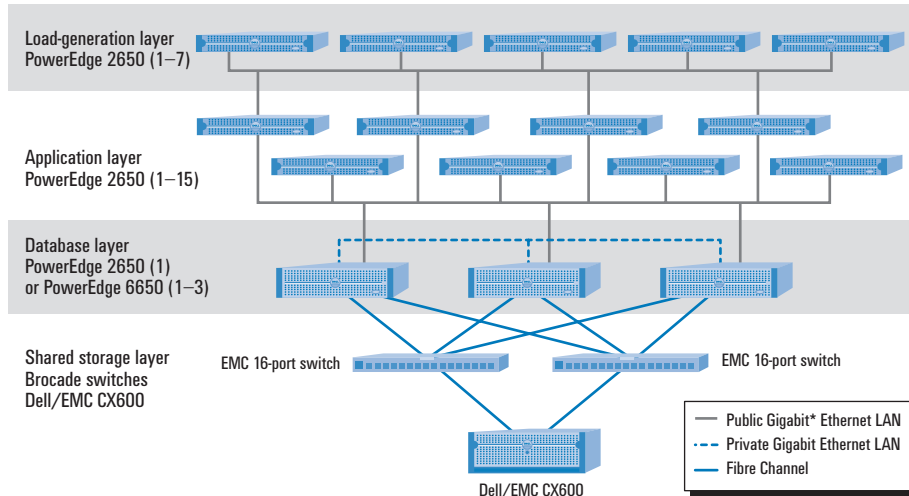 Load-generation layer
PowerEdge 2650 (1–7)
Application layer
PowerEdge 2650 (1–15)
Database layer
PowerEdge 2650 (1)
or PowerEdge 6650 (1–3)
Shared storage layer
Brocade switches
Dell/EMC CX600
EMC 16-port switch
EMC 16-port switch
Dell/EMC CX600
Public Gigabit* Ethernet LAN
Private Gigabit Ethernet LAN
Fibre Channel